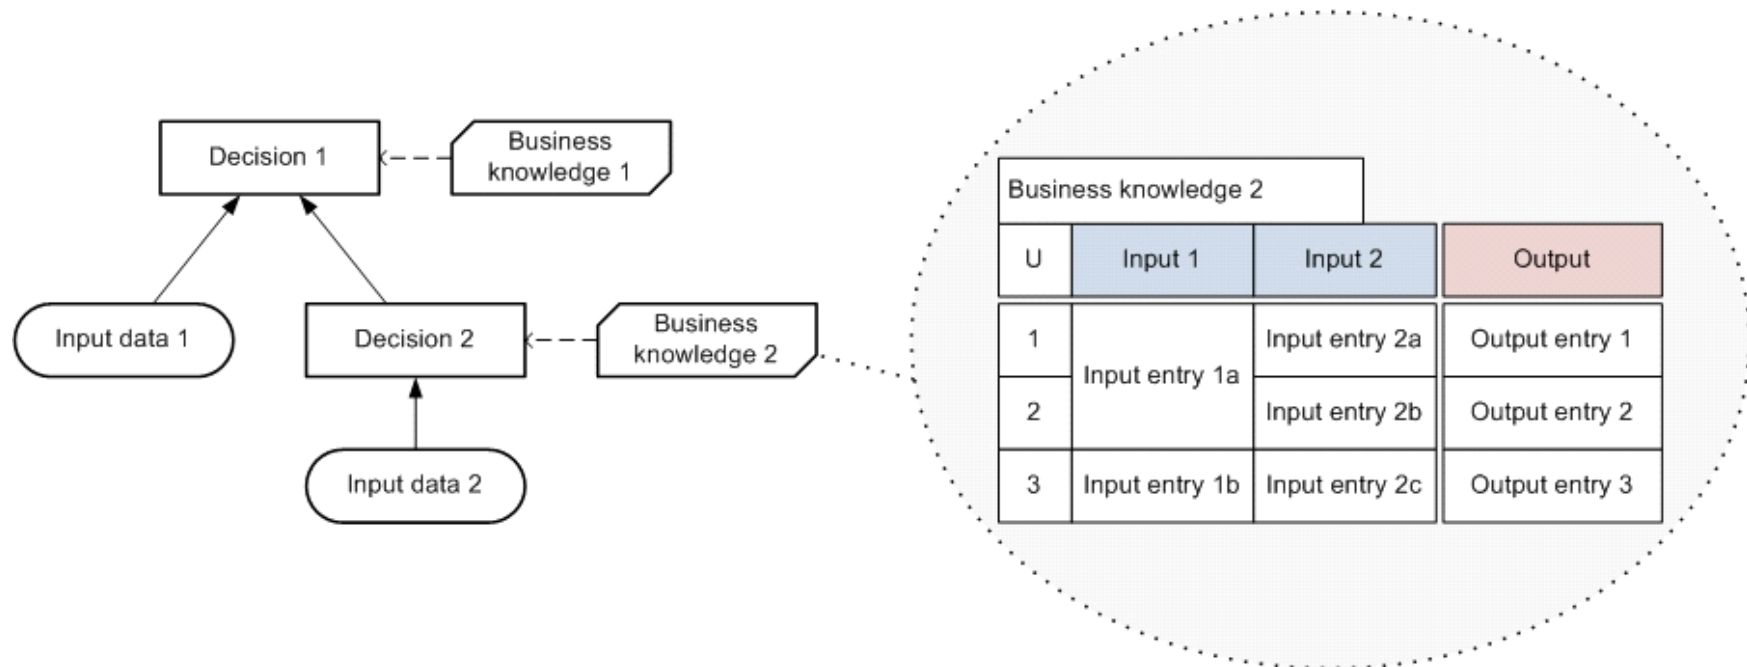 Decision 1
Business
knowledge 1
Input data 1
Decision 2
Business
knowledge 2
Input data 2
Business knowledge 2
U Input 1 Input 2 Output
1 Input entry 1a Input entry 2a Output entry 1
2 Input entry 2b Output entry 2
3 Input entry 1b Input entry 2c Output entry 3